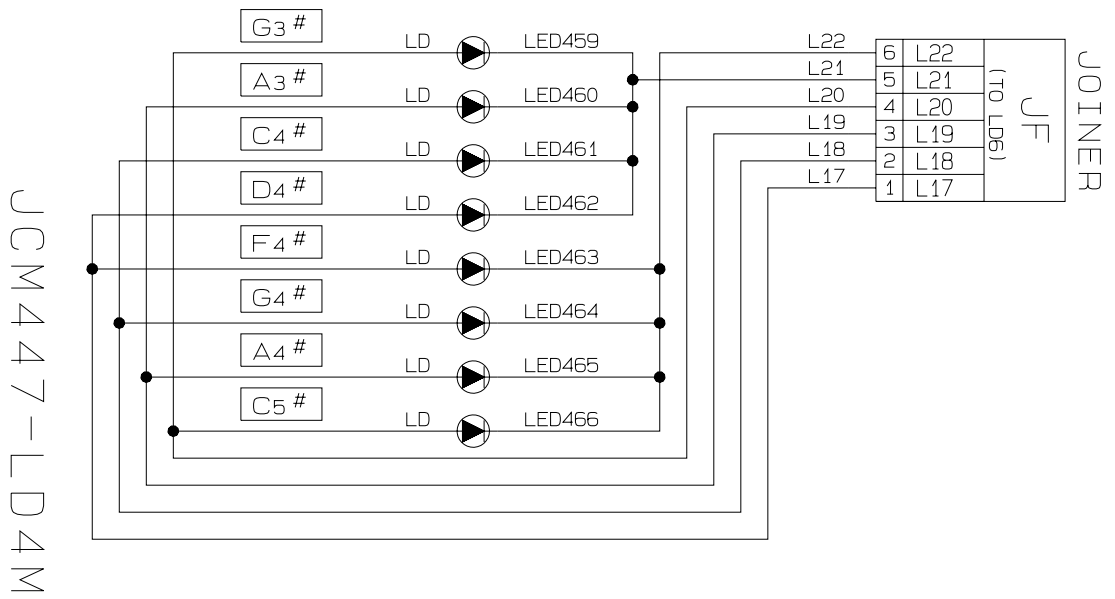 G3 #
LD LED459
A3 #
LD LED460
C4 #
LD LED461
D4 #
LD LED462
F4 #
LD LED463
G4 #
LD LED464
A4 #
LD LED465
C5 #
LD LED466
L22 6 L22
L21 5 L21
L20 4 L20
L19 3 L19
L18 2 L18
L17 1 L17
(TO LD6)
JF
JOINER
JCM447-LD4M